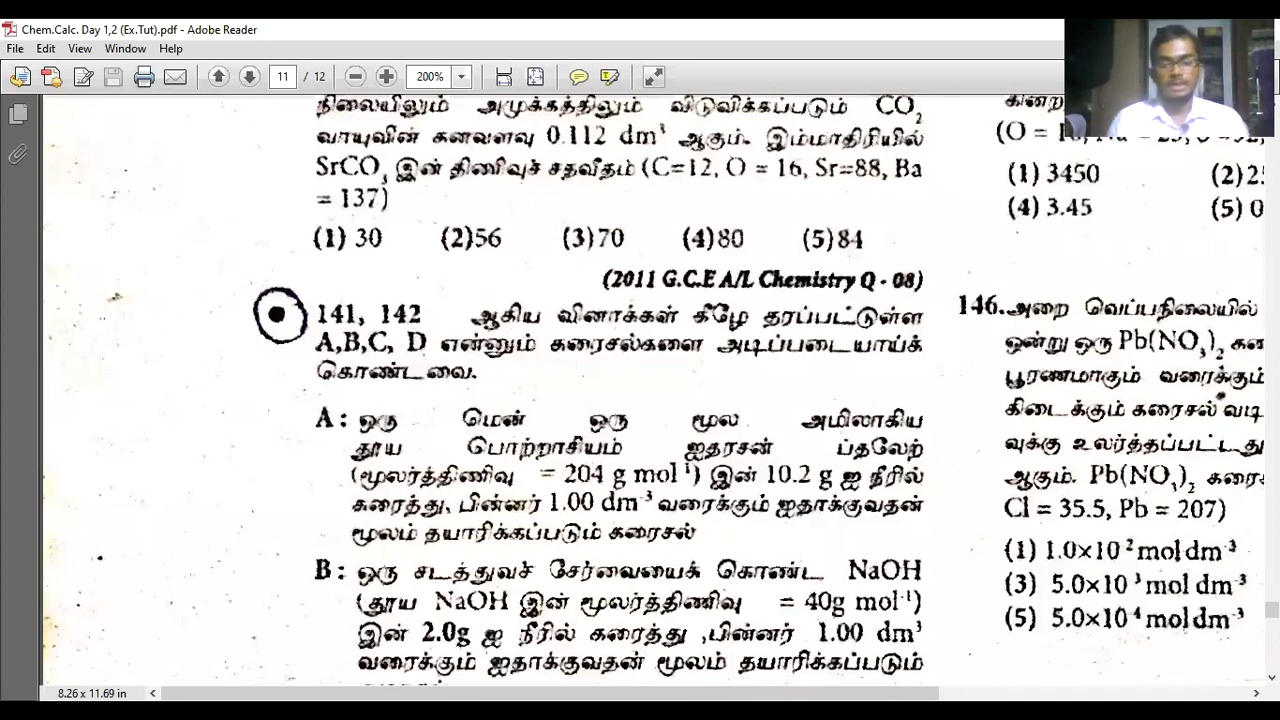 Chem.Calc. Day 1,2 (Ex.Tut).pdf - Adobe Reader
File Edit View Window Help
11 / 12 200%
நிலையிலும் அமுக்கத்திலும் விடுவிக்கப்படும் CO₂
வாயுவின் கனவளவு 0.112 dm³ ஆகும். இம்மாதிரியில்
SrCO₃ இன் திணிவுச் சதவீதம் (C=12, O = 16, Sr=88, Ba
= 137)
(1) 30 (2)56 (3)70 (4)80 (5)84
(2011 G.C.E A/L Chemistry Q - 08)
141, 142 ஆகிய வினாக்கள் கீழே தரப்பட்டுள்ள
A,B,C, D என்னும் கரைசல்களை அடிப்படையாய்க்
கொண்டவை.
A : ஒரு மென் ஒரு மூல அமிலாகிய
தூய பொற்றாசியம் ஐதரசன் ப்தலேற்
(மூலர்த்திணிவு = 204 g mol⁻¹) இன் 10.2 g ஐ நீரில்
கரைத்து, பின்னர் 1.00 dm⁻³ வரைக்கும் ஐதாக்குவதன்
மூலம் தயாரிக்கப்படும் கரைசல்
B : ஒரு சடத்துவச் சேர்வையைக் கொண்ட NaOH
(தூய NaOH இன் மூலர்த்திணிவு = 40g mol⁻¹)
இன் 2.0g ஐ நீரில் கரைத்து ,பின்னர் 1.00 dm³
வரைக்கும் ஐதாக்குவதன் மூலம் தயாரிக்கப்படும்
(1) 3450
(4) 3.45
146.அறை வெப்பநிலையில்
ஒன்று ஒரு Pb(NO₃)₂
பூரணமாகும் வரைக்கும்
கிடைக்கும் கரைசல்
வுக்கு உலர்த்தப்பட்டது
ஆகும். Pb(NO₃)₂
Cl = 35.5, Pb = 207)
(1) 1.0×10⁻² mol dm⁻³
(3) 5.0×10⁻³ mol dm⁻³
(5) 5.0×10⁻⁴ mol dm⁻³
8.26 x 11.69 in